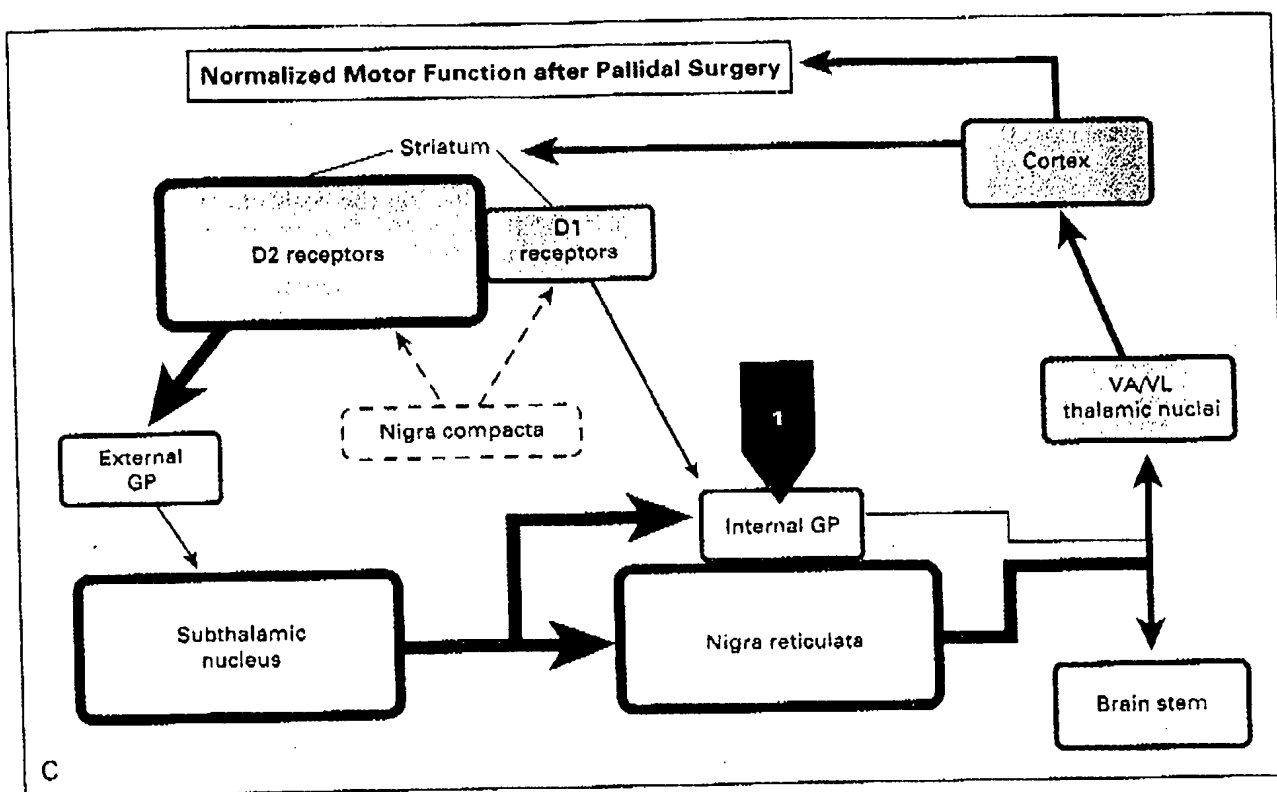 Normalized Motor Function after Pallidal Surgery
Striatum
Cortex
D2 receptors
D1
receptors
Nigra compacta
VA/VL
thalamic nuclei
1
External
GP
Internal GP
Subthalamic
nucleus
Nigra reticulata
Brain stem
C